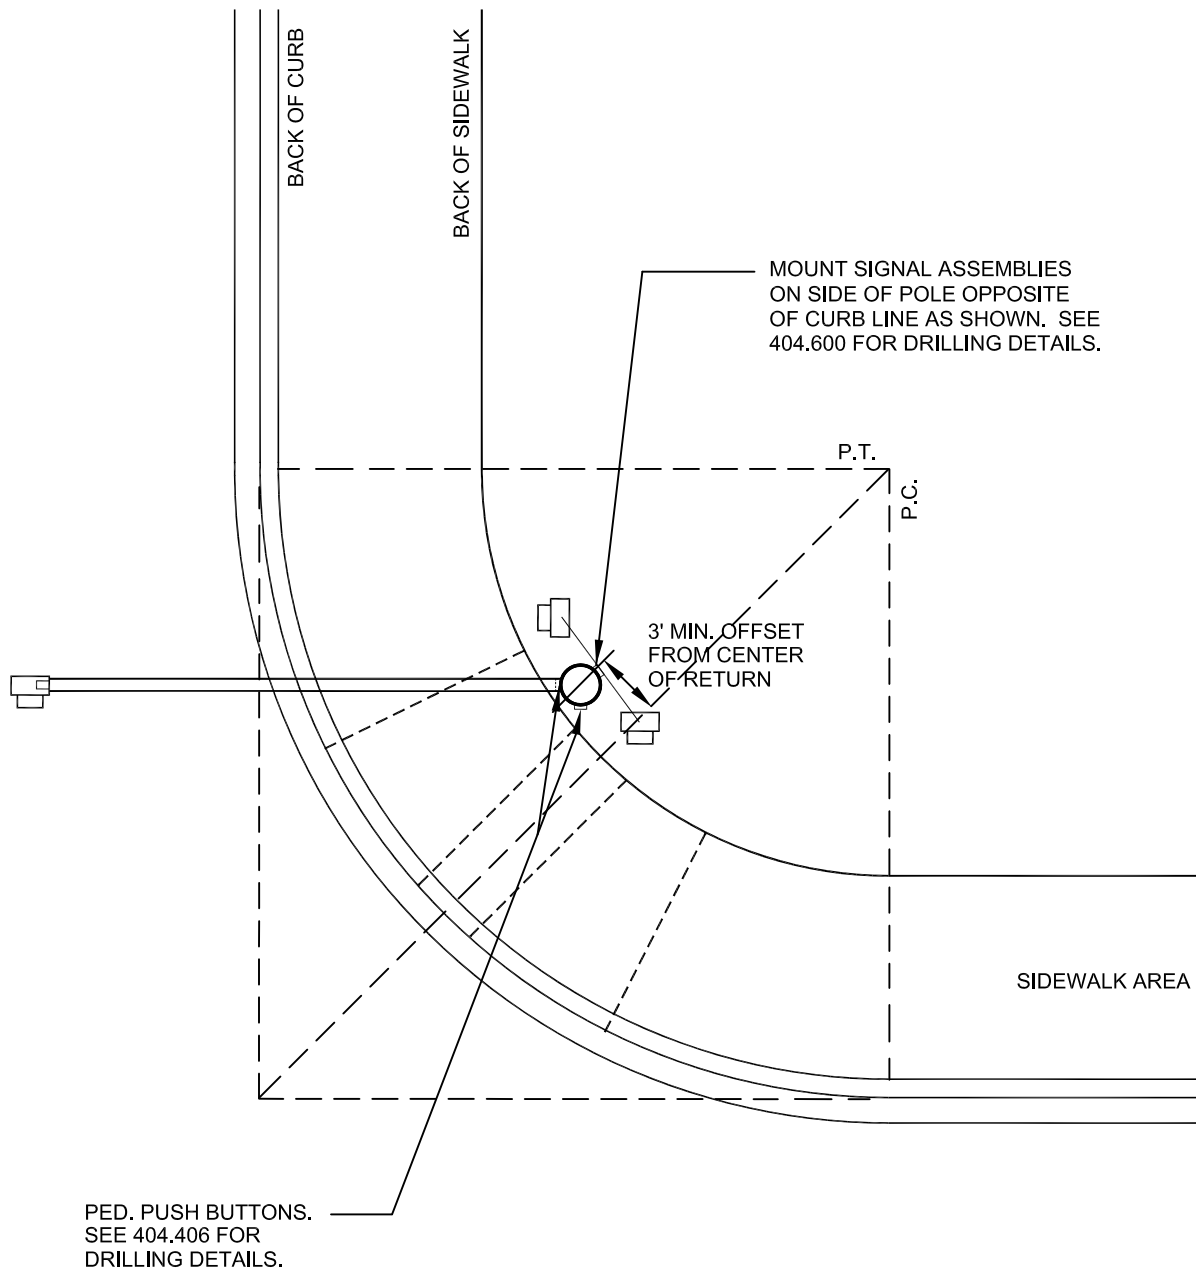 BACK OF CURB
BACK OF SIDEWALK
MOUNT SIGNAL ASSEMBLIES
ON SIDE OF POLE OPPOSITE
OF CURB LINE AS SHOWN.  SEE
404.600 FOR DRILLING DETAILS.
P.T.
P.C.
3' MIN. OFFSET
FROM CENTER
OF RETURN
SIDEWALK AREA
PED. PUSH BUTTONS.
SEE 404.406 FOR
DRILLING DETAILS.